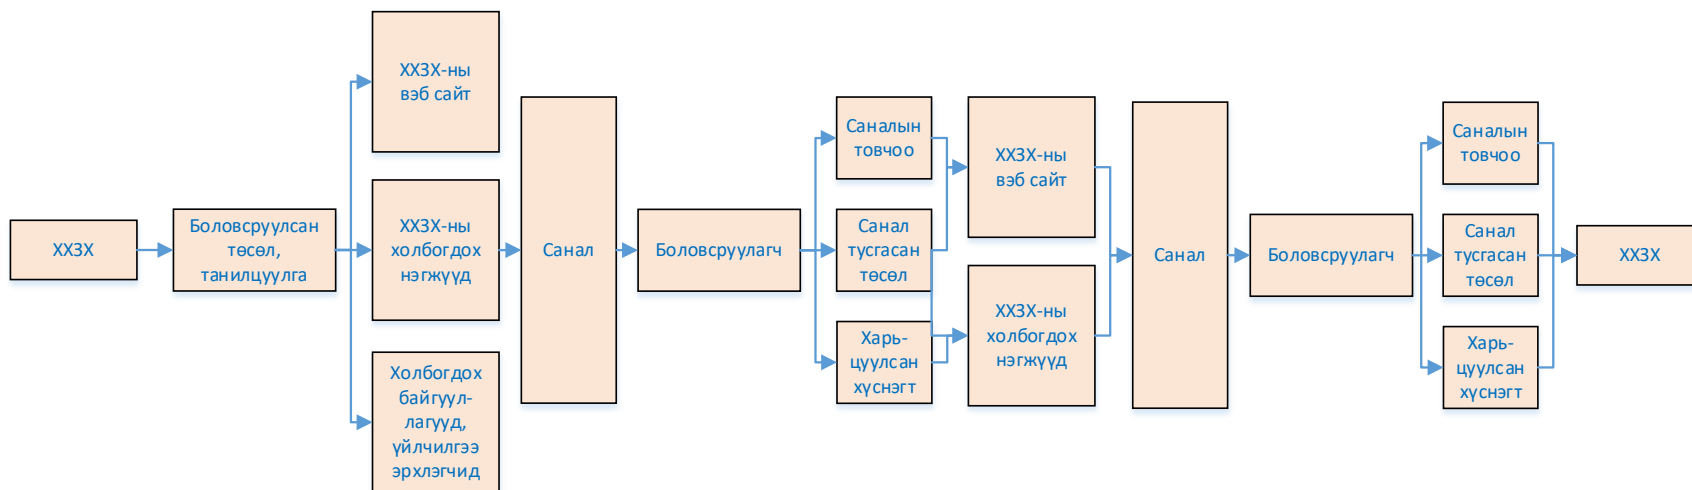 ХХЗХ
Боловсруулсан
төсөл,
танилцуулга
ХХЗХ-ны
вэб сайт
ХХЗХ-ны
холбогдох
нэгжүүд
Холбогдох
байгуул-
лагууд,
үйлчилгээ
эрхлэгчид
Санал
Боловсруулагч
Саналын
товчоо
Санал
тусгасан
төсөл
Харь-
цуулсан
хүснэгт
ХХЗХ-ны
вэб сайт
ХХЗХ-ны
холбогдох
нэгжүүд
Санал
Боловсруулагч
Саналын
товчоо
Санал
тусгасан
төсөл
Харь-
цуулсан
хүснэгт
ХХЗХ